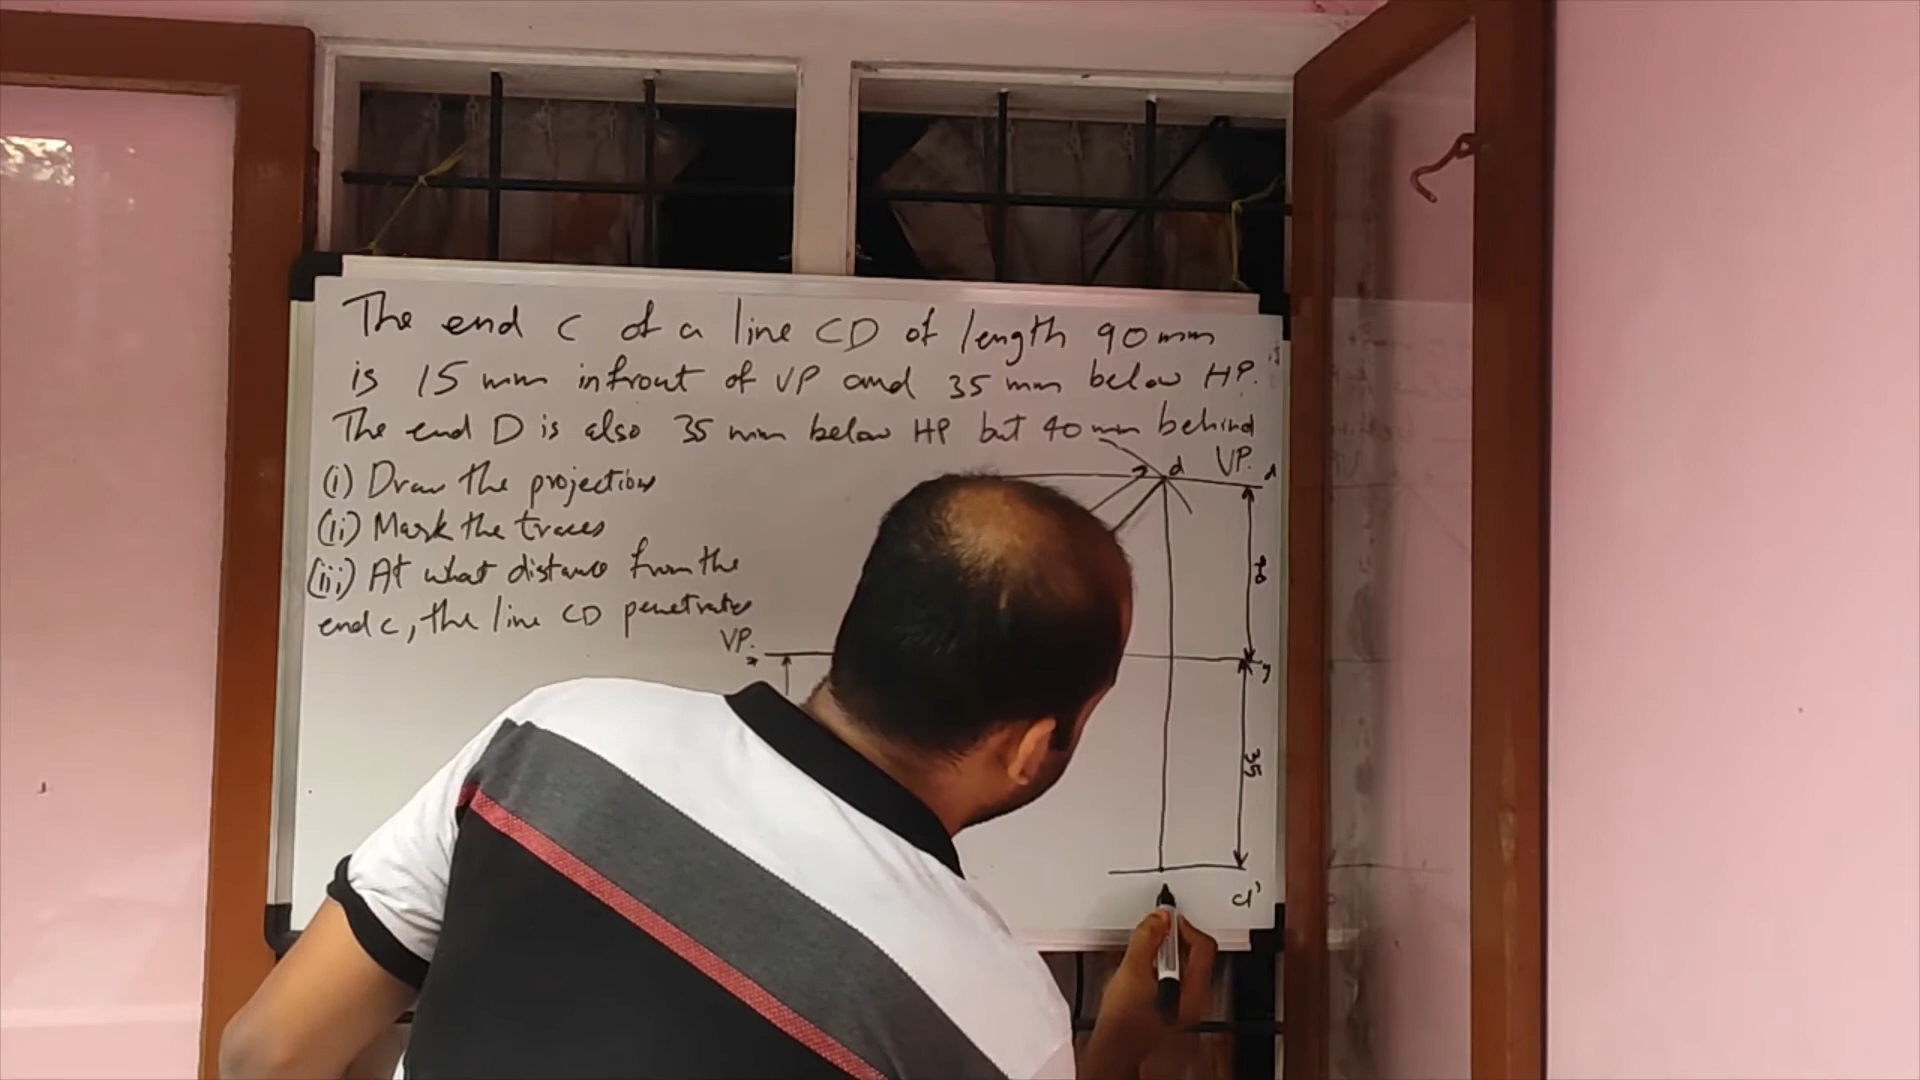 The end C of a line CD of length 90 mm
is 15 mm infront of VP and 35 mm below HP.
The end D is also 35 mm below HP but 40 mm behind
VP.
(i) Draw the projections
(ii) Mark the traces
(iii) At what distance from the
end C, the line CD penetrates
VP.
d
d
40
x
y
35
d'